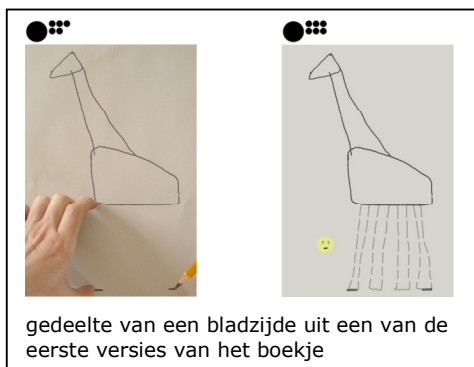 gedeelte van een bladzijde uit een van de
eerste versies van het boekje